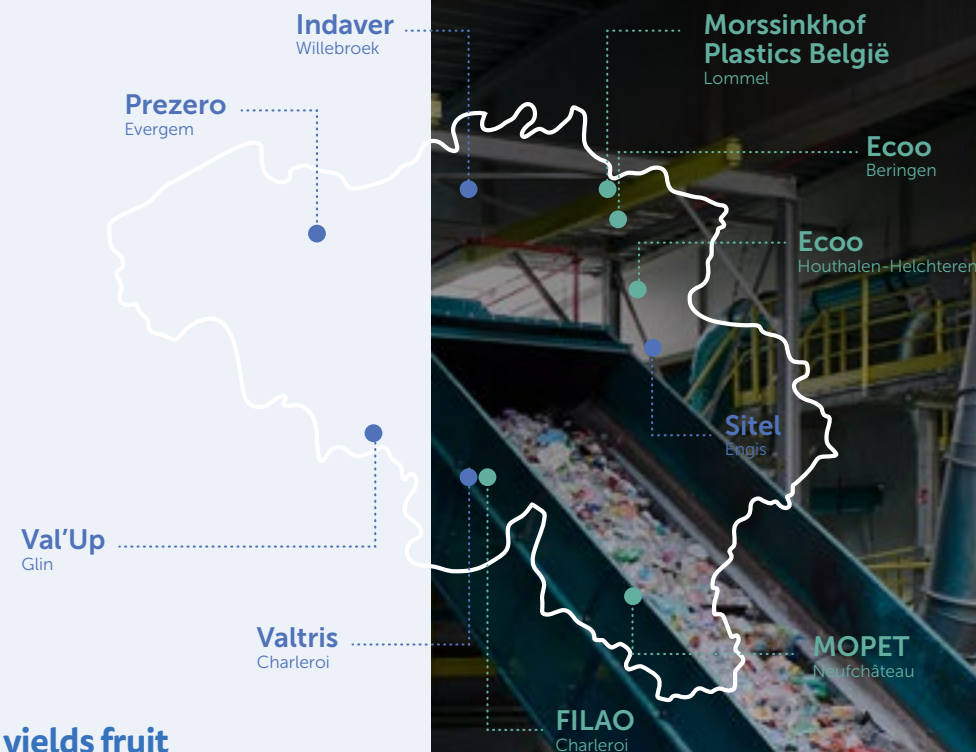 Indaver
Willebroek
Morssinkhof
Plastics België
Lommel
Prezero
Evergem
Ecoo
Beringen
Ecoo
Houthalen-Helchteren
Sitel
Engis
Val’Up
Glin
Valtris
Charleroi
MOPET
Neufchâteau
FILAO
Charleroi
yields fruit